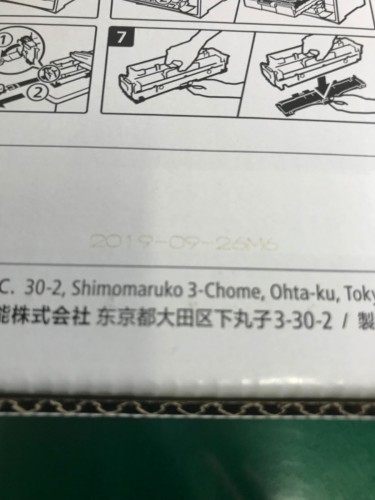 1
2
7
2019-09-26M6
C. 30-2, Shimomaruko 3-Chome, Ohta-ku, Toky
能株式会社 东京都大田区下丸子3-30-2 / 製